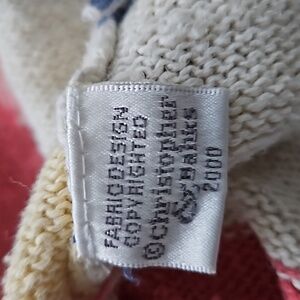 FABRIC DESIGN
COPYRIGHTED
© Christopher
& Banks
2000